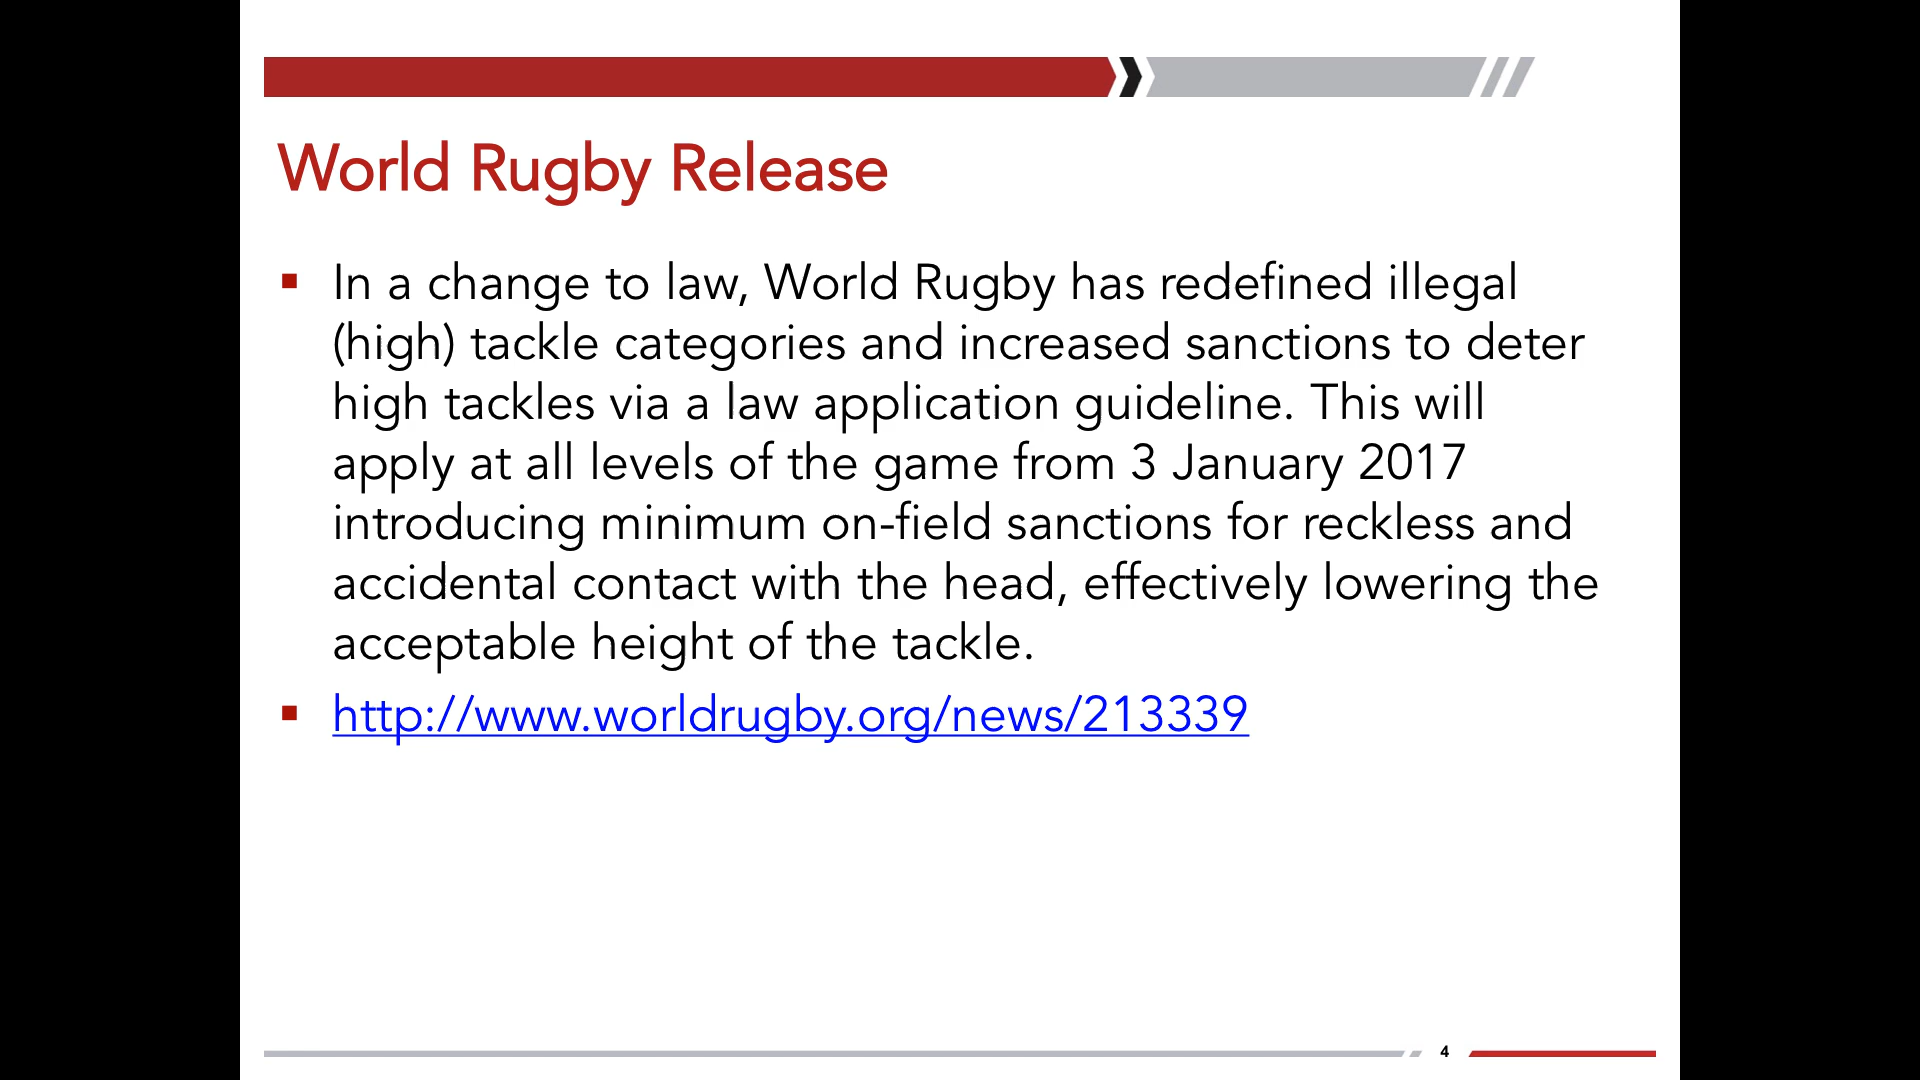 World Rugby Release
▪ In a change to law, World Rugby has redefined illegal
(high) tackle categories and increased sanctions to deter
high tackles via a law application guideline. This will
apply at all levels of the game from 3 January 2017
introducing minimum on-field sanctions for reckless and
accidental contact with the head, effectively lowering the
acceptable height of the tackle.
▪ http://www.worldrugby.org/news/213339
4